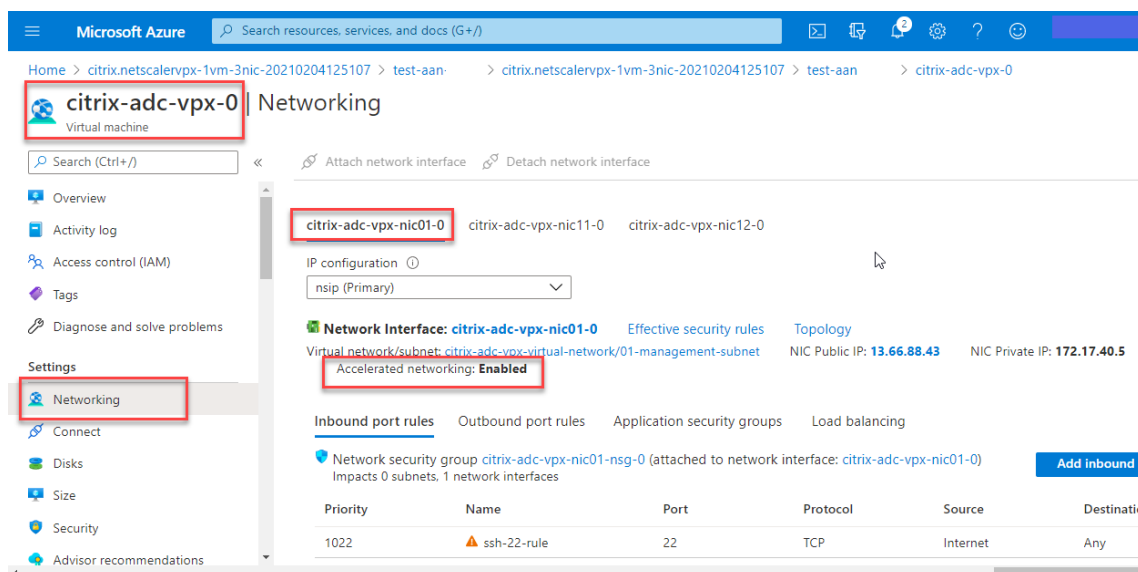 Microsoft Azure
Search resources, services, and docs (G+/)
2
Home > citrix.netscalervpx-1vm-3nic-20210204125107 > test-aan- > citrix.netscalervpx-1vm-3nic-20210204125107 > test-aan > citrix-adc-vpx-0
citrix-adc-vpx-0 | Networking
Virtual machine
Search (Ctrl+/)
«
Attach network interface Detach network interface
Overview
Activity log
Access control (IAM)
Tags
Diagnose and solve problems
Settings
Networking
Connect
Disks
Size
Security
Advisor recommendations
citrix-adc-vpx-nic01-0 citrix-adc-vpx-nic11-0 citrix-adc-vpx-nic12-0
IP configuration
nsip (Primary)
Network Interface: citrix-adc-vpx-nic01-0 Effective security rules Topology
Virtual network/subnet: citrix-adc-vpx-virtual-network/01-management-subnet NIC Public IP: 13.66.88.43 NIC Private IP: 172.17.40.5
Accelerated networking: Enabled
Inbound port rules Outbound port rules Application security groups Load balancing
Network security group citrix-adc-vpx-nic01-nsg-0 (attached to network interface: citrix-adc-vpx-nic01-0)
Impacts 0 subnets, 1 network interfaces
Add inbound
Priority Name Port Protocol Source Destinati
1022 ssh-22-rule 22 TCP Internet Any